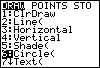 DRAW POINTS STO
1:ClrDraw
2:Line(
3:Horizontal
4:Vertical
5:Shade(
6:Circle(
7↓Text(